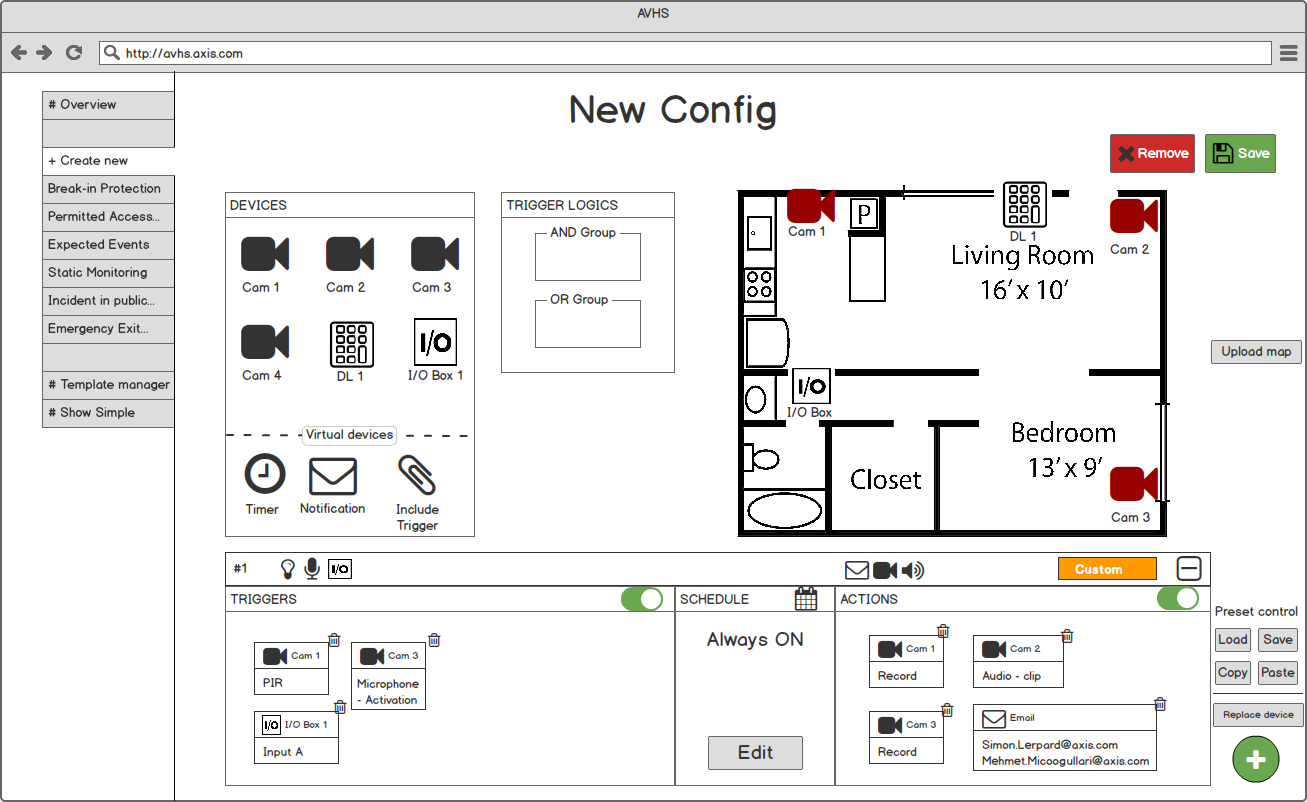 AVHS
http://avhs.axis.com
# Overview
+ Create new
Break-in Protection
Permitted Access...
Expected Events
Static Monitoring
Incident in public...
Emergency Exit...
# Template manager
# Show Simple
New Config
Remove
Save
DEVICES
Cam 1
Cam 2
Cam 3
Cam 4
DL 1
I/O
I/O Box 1
Virtual devices
Timer
Notification
Include
Trigger
TRIGGER LOGICS
AND Group
OR Group
Cam 1
P
DL 1
Cam 2
Living Room
16' x 10'
I/O
I/O Box
Bedroom
13' x 9'
Closet
Cam 3
Upload map
#1
I/O
Custom
TRIGGERS
Cam 1
PIR
Cam 3
Microphone
- Activation
I/O
I/O Box 1
Input A
SCHEDULE
Always ON
Edit
ACTIONS
Cam 1
Record
Cam 2
Audio - clip
Cam 3
Record
Email
Simon.Lerpard@axis.com
Mehmet.Micoogullari@axis.com
Preset control
Load
Save
Copy
Paste
Replace device